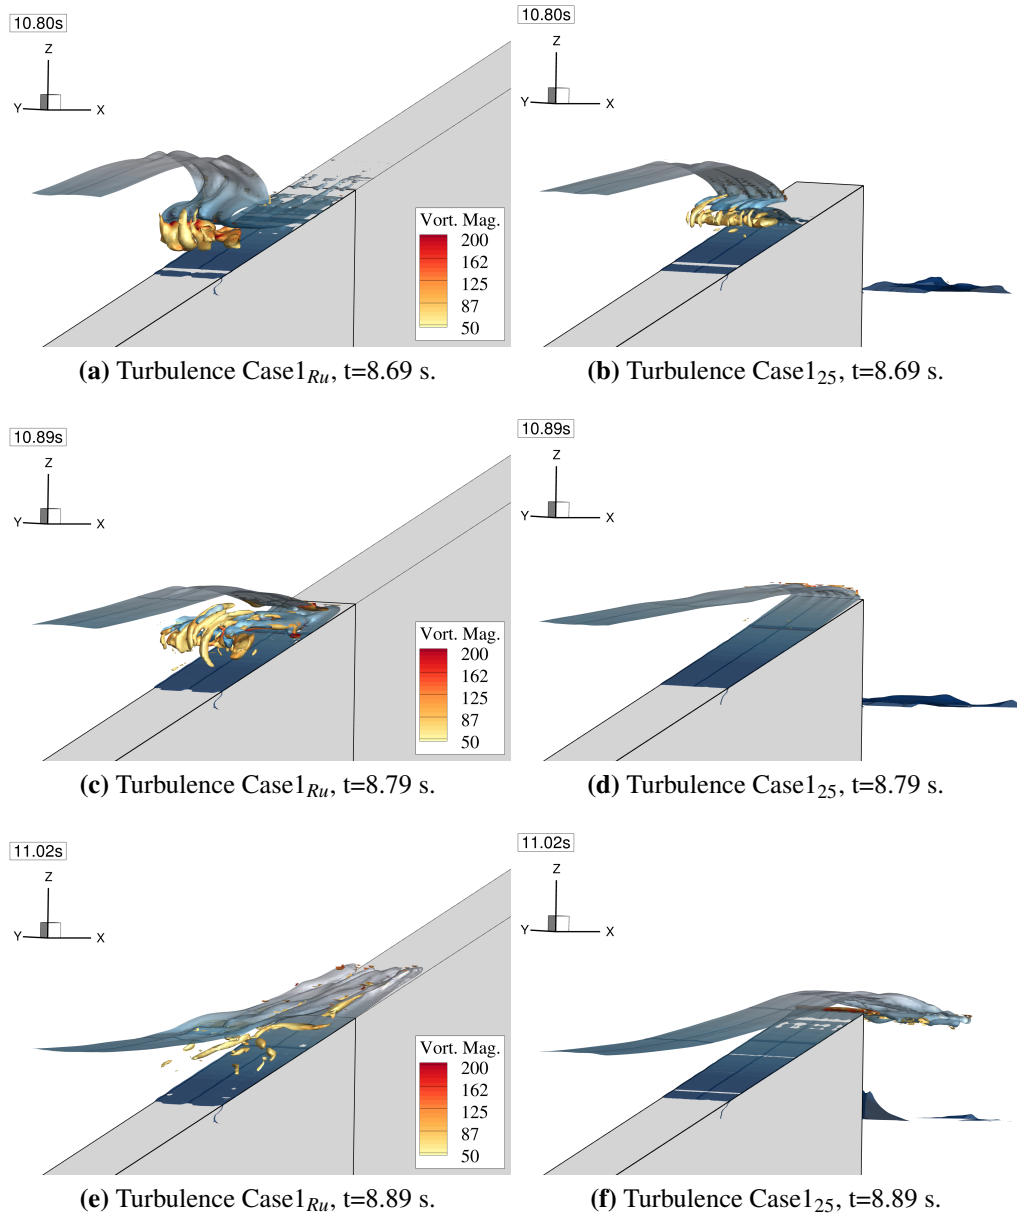 10.80s
Z
Y
X
Vort. Mag.
200
162
125
87
50
(a) Turbulence Case1Ru, t=8.69 s.
10.80s
Z
Y
X
(b) Turbulence Case125, t=8.69 s.
10.89s
Z
Y
X
Vort. Mag.
200
162
125
87
50
(c) Turbulence Case1Ru, t=8.79 s.
10.89s
Z
Y
X
(d) Turbulence Case125, t=8.79 s.
11.02s
Z
Y
X
Vort. Mag.
200
162
125
87
50
(e) Turbulence Case1Ru, t=8.89 s.
11.02s
Z
Y
X
(f) Turbulence Case125, t=8.89 s.